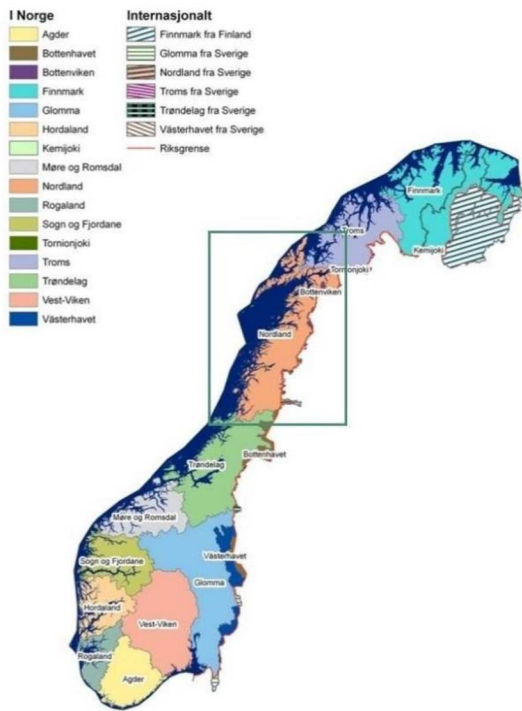 I Norge
Agder
Bottenhavet
Bottenviken
Finnmark
Glomma
Hordaland
Kemijoki
Møre og Romsdal
Nordland
Rogaland
Sogn og Fjordane
Tornionjoki
Troms
Trøndelag
Vest-Viken
Västerhavet
Internasjonalt
Finnmark fra Finland
Glomma fra Sverige
Nordland fra Sverige
Troms fra Sverige
Trøndelag fra Sverige
Västerhavet fra Sverige
Riksgrense
Finnmark
Troms
Kemijoki
Tornionjoki
Bottenviken
Nordland
Bottenhavet
Trøndelag
Møre og Romsdal
Västerhavet
Sogn og Fjordane
Glomma
Hordaland
Vest-Viken
Rogaland
Agder